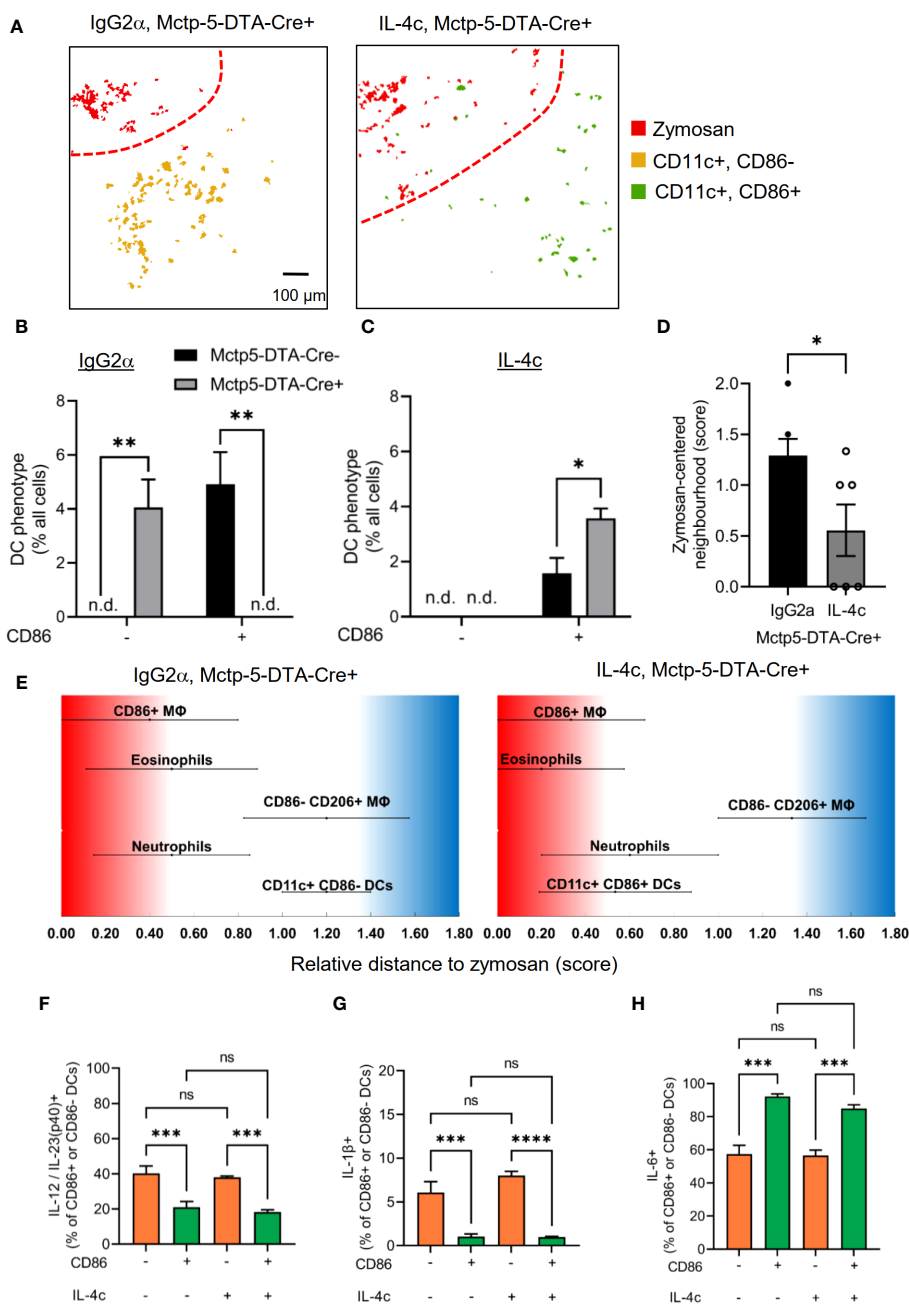 A
IgG2α, Mctp-5-DTA-Cre+
IL-4c, Mctp-5-DTA-Cre+
Zymosan
CD11c+, CD86-
CD11c+, CD86+
100 µm
B
IgG2α
Mctp5-DTA-Cre-
Mctp5-DTA-Cre+
DC phenotype
(% all cells)
8
6
4
2
0
**
**
n.d.
n.d.
CD86
-
+
C
IL-4c
DC phenotype
(% all cells)
8
6
4
2
0
*
n.d. n.d.
CD86
-
+
D
*
Zymosan-centered
neighbourhood (score)
2.0
1.5
1.0
0.5
0.0
IgG2a IL-4c
Mctp5-DTA-Cre+
E
IgG2α, Mctp-5-DTA-Cre+
CD86+ MΦ
Eosinophils
CD86- CD206+ MΦ
Neutrophils
CD11c+ CD86- DCs
0.00 0.20 0.40 0.60 0.80 1.00 1.20 1.40 1.60 1.80
IL-4c, Mctp-5-DTA-Cre+
CD86+ MΦ
Eosinophils
CD86- CD206+ MΦ
Neutrophils
CD11c+ CD86+ DCs
0.00 0.20 0.40 0.60 0.80 1.00 1.20 1.40 1.60 1.80
Relative distance to zymosan (score)
F
IL-12 / IL-23(p40)+
(% of CD86+ or CD86- DCs)
100
80
60
40
20
0
ns
ns
*** ***
CD86 - + - +
IL-4c - - + +
G
IL-1β+
(% of CD86+ or CD86- DCs)
20
15
10
5
0
ns
ns
*** ****
CD86 - + - +
IL-4c - - + +
H
IL-6+
(% of CD86+ or CD86- DCs)
100
80
60
40
20
0
ns
ns
*** ***
CD86 - + - +
IL-4c - - + +